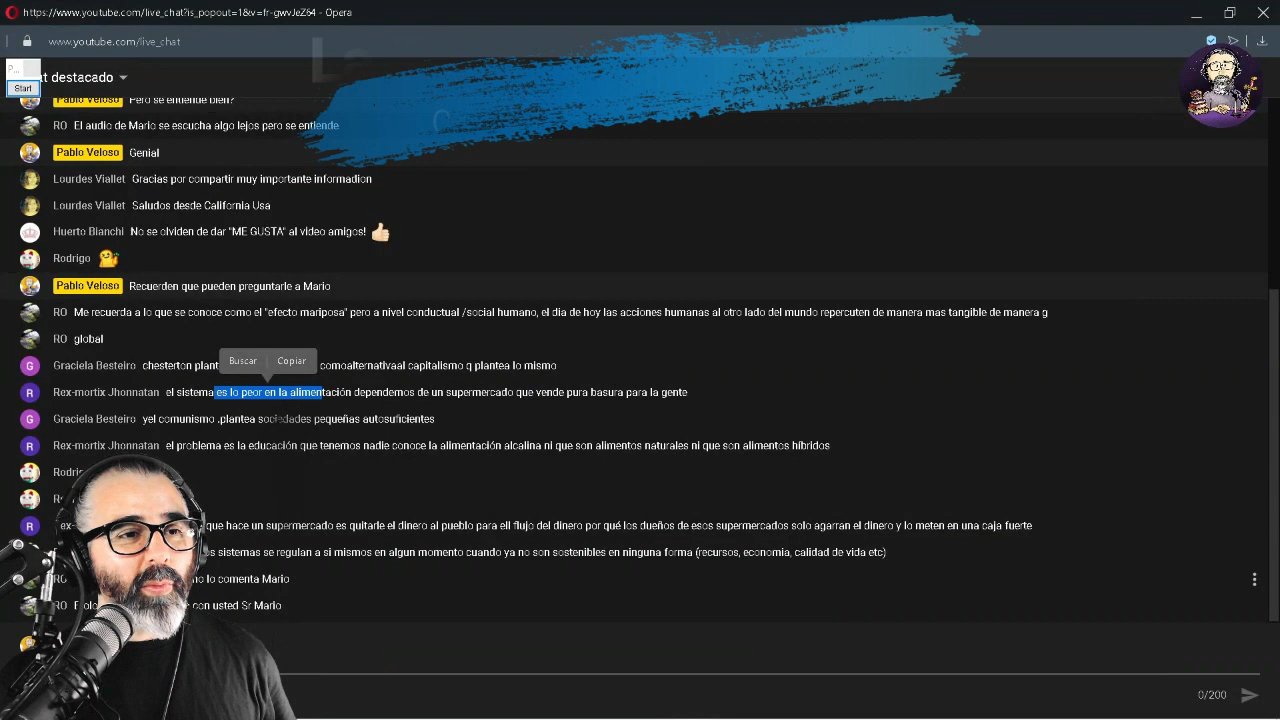 https://www.youtube.com/live_chat?is_popout=1&v=fr-gwvJeZ64 - Opera
www.youtube.com/live_chat
La
P...
t destacado
Start
C
Pablo Veloso Pero se entiende bien?
RO El audio de Mario se escucha algo lejos pero se entiende
Pablo Veloso Genial
Lourdes Viallet Gracias por compartir muy importante informadion
Lourdes Viallet Saludos desde California Usa
Huerto Bianchi No se olviden de dar "ME GUSTA" al video amigos!
Rodrigo
Pablo Veloso Recuerden que pueden preguntarle a Mario
RO Me recuerda a lo que se conoce como el "efecto mariposa" pero a nivel conductual /social humano, el dia de hoy las acciones humanas al otro lado del mundo repercuten de manera mas tangible de manera g
RO global
Buscar Copiar
Graciela Besteiro chesterton plant comoalternativaal capitalismo q plantea lo mismo
Rex-mortix Jhonnatan el sistema es lo peor en la alimentación dependemos de un supermercado que vende pura basura para la gente
Graciela Besteiro yel comunismo .plantea sociedades pequeñas autosuficientes
Rex-mortix Jhonnatan el problema es la educación que tenemos nadie conoce la alimentación alcalina ni que son alimentos naturales ni que son alimentos híbridos
Rodri
R
ex- que hace un supermercado es quitarle el dinero al pueblo para ell flujo del dinero por qué los dueños de esos supermercados solo agarran el dinero y lo meten en una caja fuerte
s sistemas se regulan a si mismos en algun momento cuando ya no son sostenibles en ninguna forma (recursos, economia, calidad de vida etc)
RO no lo comenta Mario
RO con usted Sr Mario
0/200